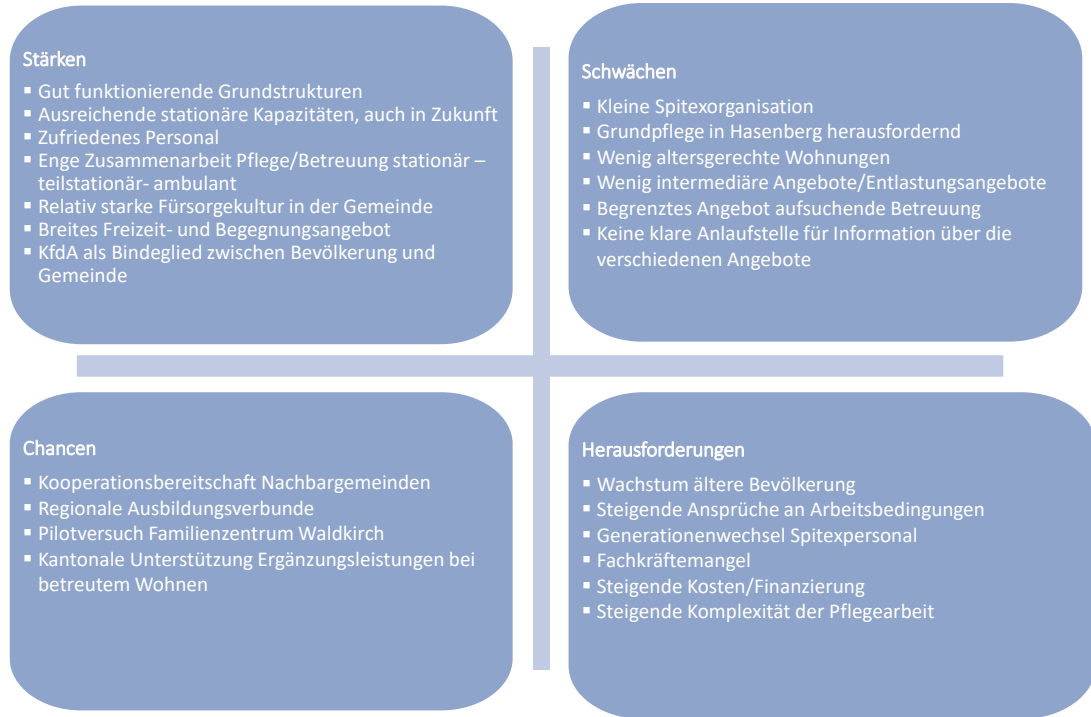 Stärken
▪ Gut funktionierende Grundstrukturen
▪ Ausreichende stationäre Kapazitäten, auch in Zukunft
▪ Zufriedenes Personal
▪ Enge Zusammenarbeit Pflege/Betreuung stationär –
teilstationär- ambulant
▪ Relativ starke Fürsorgekultur in der Gemeinde
▪ Breites Freizeit- und Begegnungsangebot
▪ KfdA als Bindeglied zwischen Bevölkerung und
Gemeinde
Schwächen
▪ Kleine Spitexorganisation
▪ Grundpflege in Hasenberg herausfordernd
▪ Wenig altersgerechte Wohnungen
▪ Wenig intermediäre Angebote/Entlastungsangebote
▪ Begrenztes Angebot aufsuchende Betreuung
▪ Keine klare Anlaufstelle für Information über die
verschiedenen Angebote
Chancen
▪ Kooperationsbereitschaft Nachbargemeinden
▪ Regionale Ausbildungsverbunde
▪ Pilotversuch Familienzentrum Waldkirch
▪ Kantonale Unterstützung Ergänzungsleistungen bei
betreutem Wohnen
Herausforderungen
▪ Wachstum ältere Bevölkerung
▪ Steigende Ansprüche an Arbeitsbedingungen
▪ Generationenwechsel Spitexpersonal
▪ Fachkräftemangel
▪ Steigende Kosten/Finanzierung
▪ Steigende Komplexität der Pflegearbeit